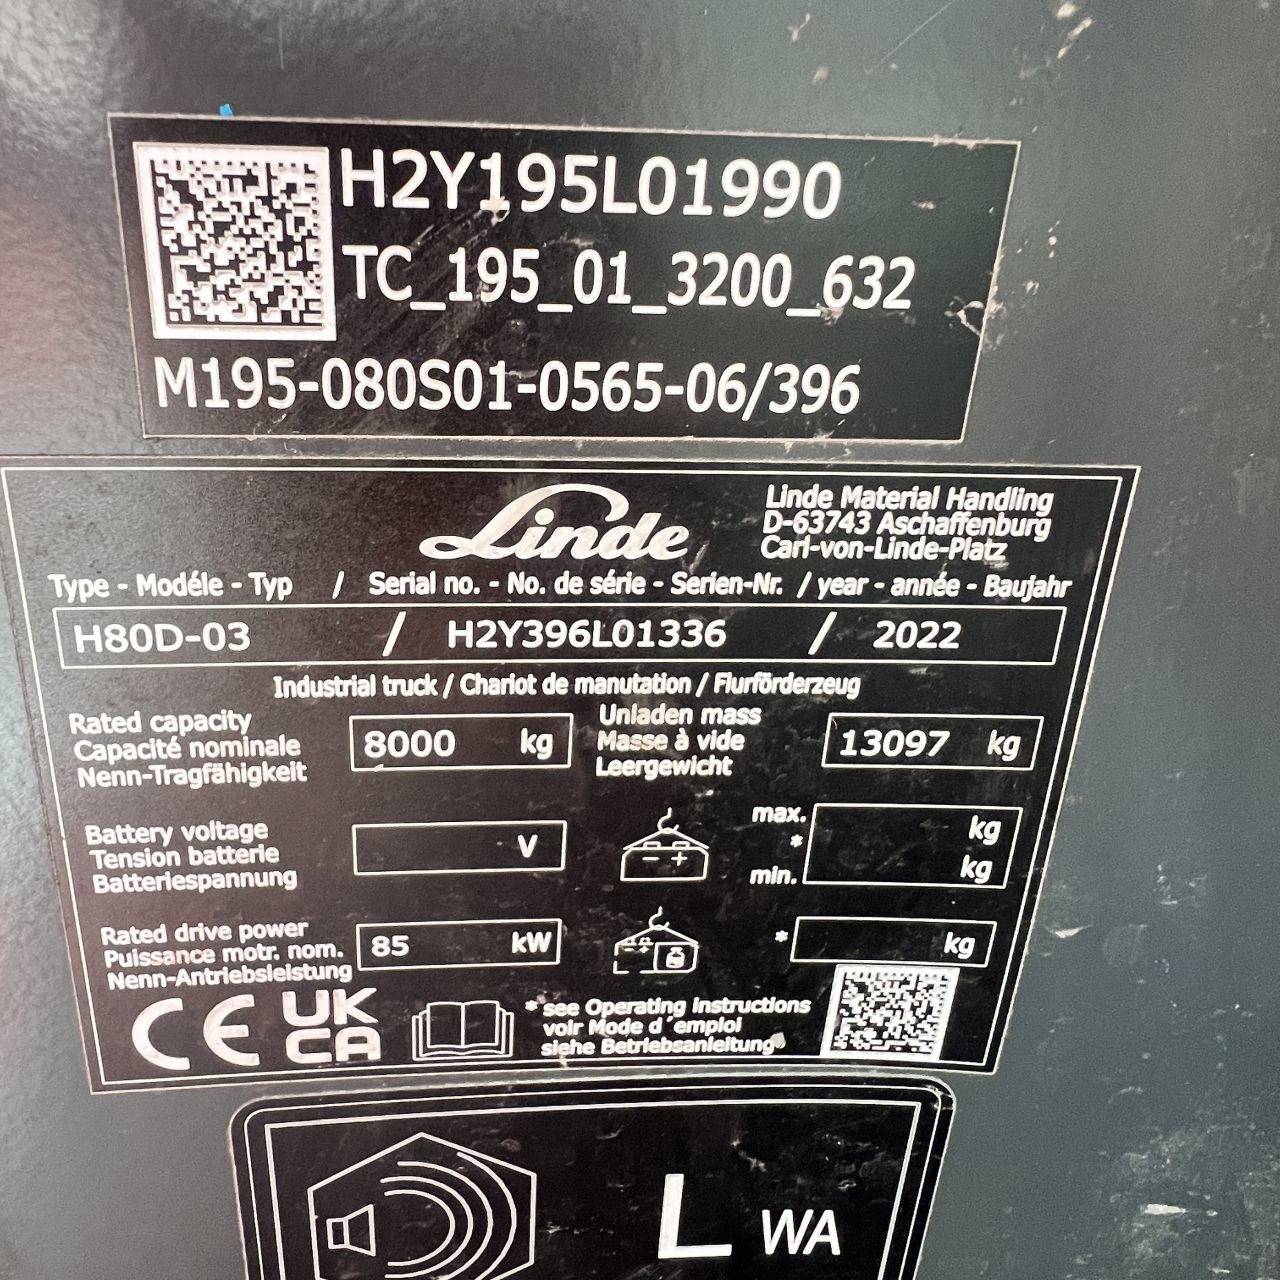 H2Y195L01990
TC_195_01_3200_632
M195-080S01-0565-06/396
Linde
Linde Material Handling
D-63743 Aschaffenburg
Carl-von-Linde-Platz
Type - Modéle - Typ / Serial no. - No. de série - Serien-Nr. / year - année - Baujahr
H80D-03 / H2Y396L01336 / 2022
Industrial truck / Chariot de manutation / Flurförderzeug
Rated capacity
Capacité nominale
Nenn-Tragfähigkeit
8000 kg
Unladen mass
Masse à vide
Leergewicht
13097 kg
Battery voltage
Tension batterie
Batteriespannung
V
max. kg
*
min. kg
Rated drive power
Puissance motr. nom.
Nenn-Antriebsleistung
85 kW
* kg
CE UK
CA
* see Operating instructions
voir Mode d´emploi
siehe Betriebsanleitung
LWA